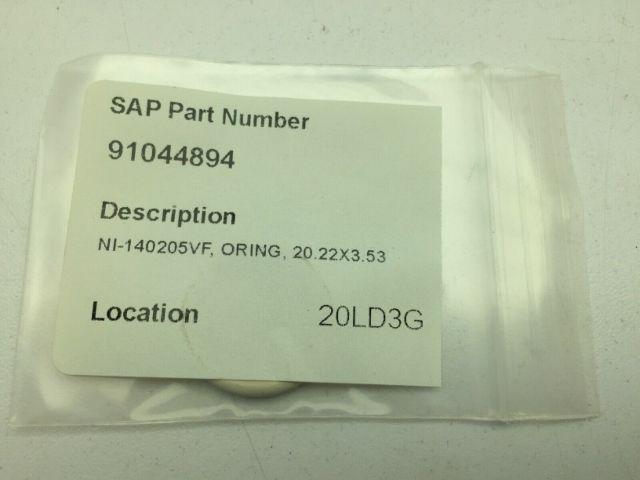 SAP Part Number
91044894
Description
NI-140205VF, ORING, 20.22X3.53
Location 20LD3G